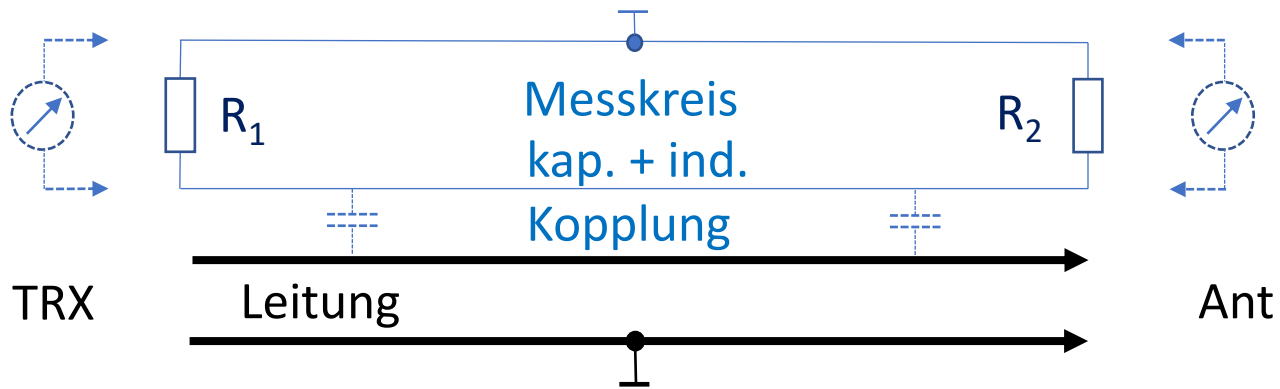 R₁
Messkreis
kap. + ind.
Kopplung
R₂
TRX
Leitung
Ant